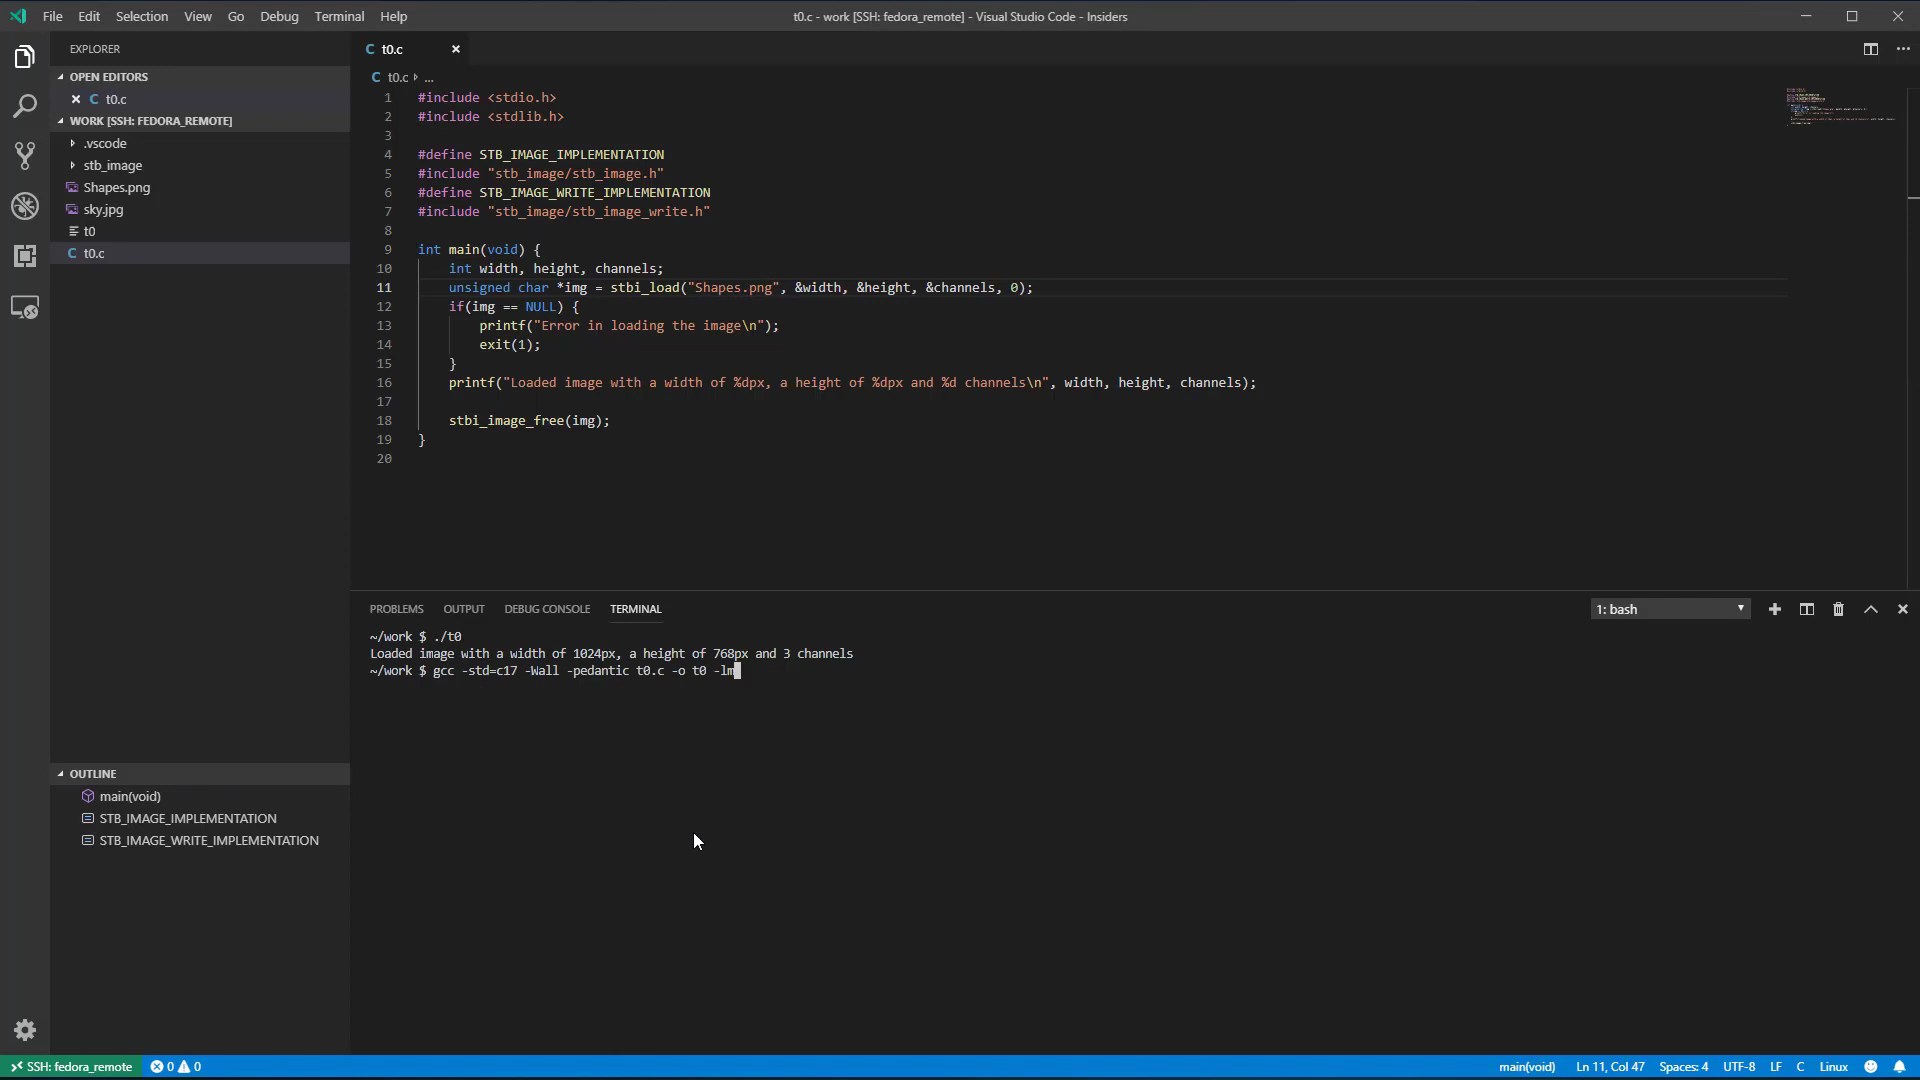 File Edit Selection View Go Debug Terminal Help
t0.c - work [SSH: fedora_remote] - Visual Studio Code - Insiders
EXPLORER
OPEN EDITORS
t0.c
WORK [SSH: FEDORA_REMOTE]
.vscode
stb_image
Shapes.png
sky.jpg
t0
t0.c
OUTLINE
main(void)
STB_IMAGE_IMPLEMENTATION
STB_IMAGE_WRITE_IMPLEMENTATION
t0.c
t0.c ...
1 #include <stdio.h>
2 #include <stdlib.h>
3
4 #define STB_IMAGE_IMPLEMENTATION
5 #include "stb_image/stb_image.h"
6 #define STB_IMAGE_WRITE_IMPLEMENTATION
7 #include "stb_image/stb_image_write.h"
8
9 int main(void) {
10 int width, height, channels;
11 unsigned char *img = stbi_load("Shapes.png", &width, &height, &channels, 0);
12 if(img == NULL) {
13 printf("Error in loading the image\n");
14 exit(1);
15 }
16 printf("Loaded image with a width of %dpx, a height of %dpx and %d channels\n", width, height, channels);
17
18 stbi_image_free(img);
19 }
20
PROBLEMS OUTPUT DEBUG CONSOLE TERMINAL
1: bash
~/work $ ./t0
Loaded image with a width of 1024px, a height of 768px and 3 channels
~/work $ gcc -std=c17 -Wall -pedantic t0.c -o t0 -lm
SSH: fedora_remote 0 0
main(void) Ln 11, Col 47 Spaces: 4 UTF-8 LF C Linux